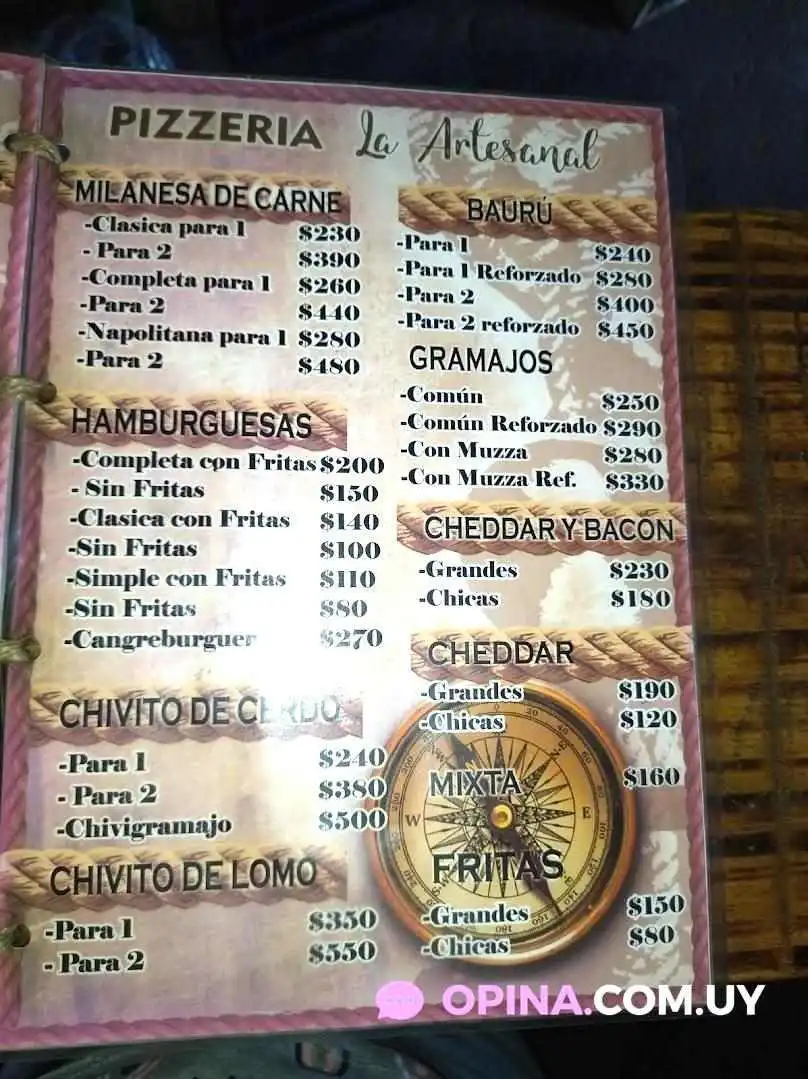 PIZZERIA La Artesanal
MILANESA DE CARNE
-Clasica para 1 $230
- Para 2 $390
-Completa para 1 $260
-Para 2 $440
-Napolitana para 1 $280
-Para 2 $480
HAMBURGUESAS
-Completa con Fritas $200
- Sin Fritas $150
-Clasica con Fritas $140
-Sin Fritas $100
-Simple con Fritas $110
-Sin Fritas $80
-Cangreburguer $270
CHIVITO DE CERDO
-Para 1 $240
- Para 2 $380
-Chivigramajo $500
CHIVITO DE LOMO
-Para 1 $350
- Para 2 $550
BAURÚ
-Para 1 $240
-Para 1 Reforzado $280
-Para 2 $400
-Para 2 reforzado $450
GRAMAJOS
-Común $250
-Común Reforzado $290
-Con Muzza $280
-Con Muzza Ref. $330
CHEDDAR Y BACON
-Grandes $230
-Chicas $180
CHEDDAR
-Grandes $190
-Chicas $120
MIXTA $160
W E
FRITAS
-Grandes $150
-Chicas $80
OPINA.COM.UY